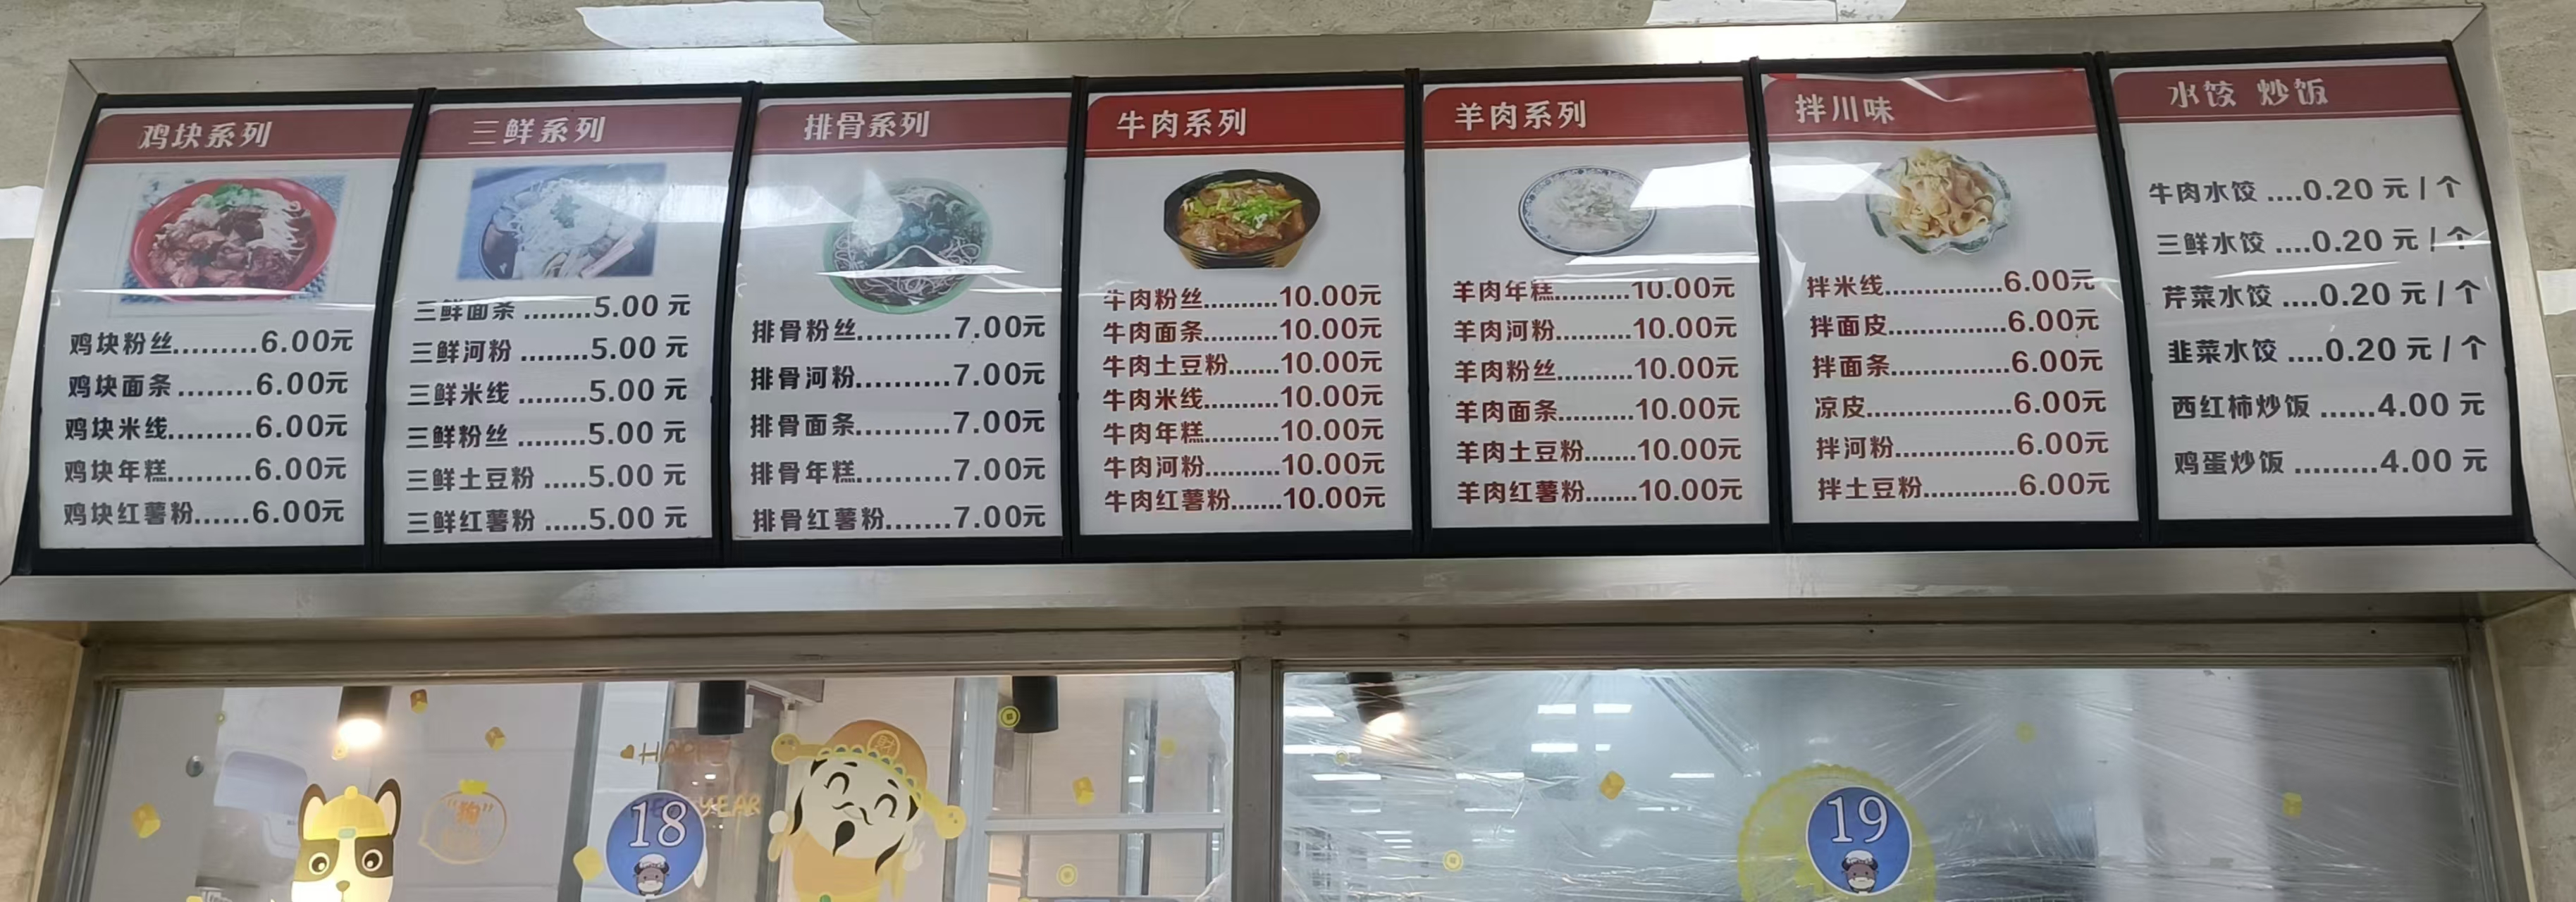 鸡块系列
鸡块粉丝.........6.00元
鸡块面条.........6.00元
鸡块米线.........6.00元
鸡块年糕.........6.00元
鸡块红薯粉......6.00元
三鲜系列
三鲜面条 ........5.00 元
三鲜河粉 ........5.00 元
三鲜米线 ........5.00 元
三鲜粉丝 ........5.00 元
三鲜土豆粉 .....5.00 元
三鲜红薯粉 .....5.00 元
排骨系列
排骨粉丝..........7.00元
排骨河粉..........7.00元
排骨面条..........7.00元
排骨年糕..........7.00元
排骨红薯粉.......7.00元
牛肉系列
牛肉粉丝..........10.00元
牛肉面条..........10.00元
牛肉土豆粉.......10.00元
牛肉米线..........10.00元
牛肉年糕..........10.00元
牛肉河粉..........10.00元
牛肉红薯粉.......10.00元
羊肉系列
羊肉年糕..........10.00元
羊肉河粉..........10.00元
羊肉粉丝..........10.00元
羊肉面条..........10.00元
羊肉土豆粉.......10.00元
羊肉红薯粉.......10.00元
拌川味
拌米线...............6.00元
拌面皮...............6.00元
拌面条...............6.00元
凉皮..................6.00元
拌河粉...............6.00元
拌土豆粉............6.00元
水饺 炒饭
牛肉水饺 ....0.20 元 / 个
三鲜水饺 ....0.20 元 / 个
芹菜水饺 ....0.20 元 / 个
韭菜水饺 ....0.20 元 / 个
西红柿炒饭 ......4.00 元
鸡蛋炒饭 .........4.00 元
HAPPY
YEAR
18
19